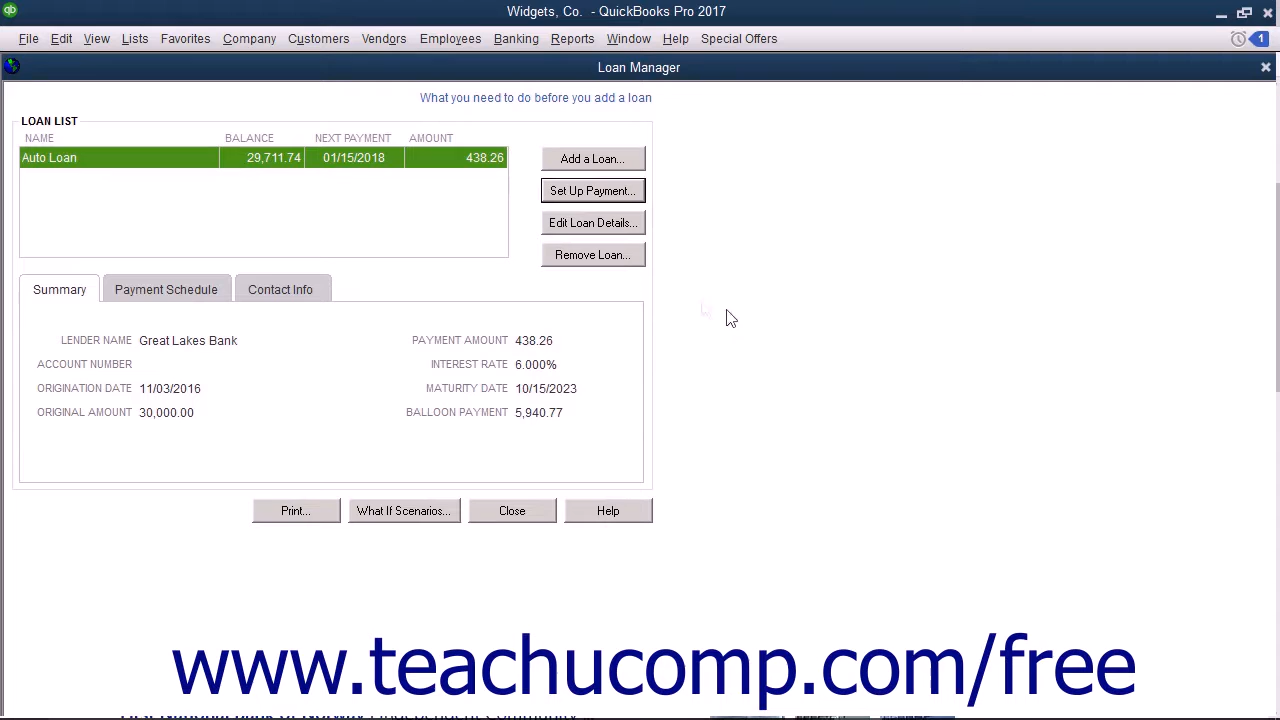 qb
Widgets, Co. - QuickBooks Pro 2017
File Edit View Lists Favorites Company Customers Vendors Employees Banking Reports Window Help Special Offers 1
Loan Manager
What you need to do before you add a loan
LOAN LIST
NAME BALANCE NEXT PAYMENT AMOUNT
Auto Loan 29,711.74 01/15/2018 438.26
Add a Loan...
Set Up Payment...
Edit Loan Details...
Remove Loan...
Summary Payment Schedule Contact Info
LENDER NAME Great Lakes Bank PAYMENT AMOUNT 438.26
ACCOUNT NUMBER INTEREST RATE 6.000%
ORIGINATION DATE 11/03/2016 MATURITY DATE 10/15/2023
ORIGINAL AMOUNT 30,000.00 BALLOON PAYMENT 5,940.77
Print... What If Scenarios... Close Help
www.teachucomp.com/free